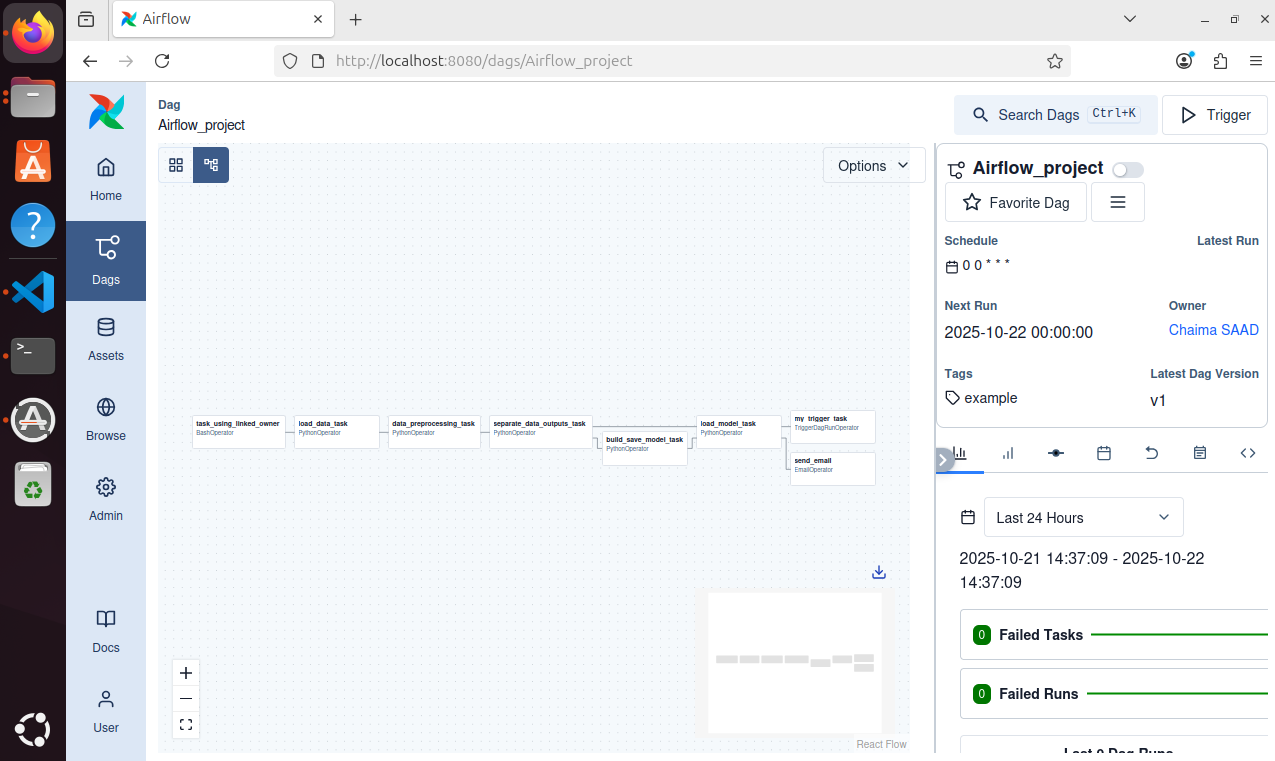 Airflow
http://localhost:8080/dags/Airflow_project
Dag
Airflow_project
Search Dags Ctrl+K
Trigger
Home
Dags
Assets
Browse
Admin
Docs
User
Options
task_using_linked_owner
BashOperator
load_data_task
PythonOperator
data_preprocessing_task
PythonOperator
separate_data_outputs_task
PythonOperator
build_save_model_task
PythonOperator
load_model_task
PythonOperator
my_trigger_task
TriggerDagRunOperator
send_email
EmailOperator
React Flow
Airflow_project
Favorite Dag
Schedule
Latest Run
0 0 * * *
Next Run
Owner
2025-10-22 00:00:00
Chaima SAAD
Tags
Latest Dag Version
example
v1
Last 24 Hours
2025-10-21 14:37:09 - 2025-10-22
14:37:09
0 Failed Tasks
0 Failed Runs
Last 0 Dag Runs